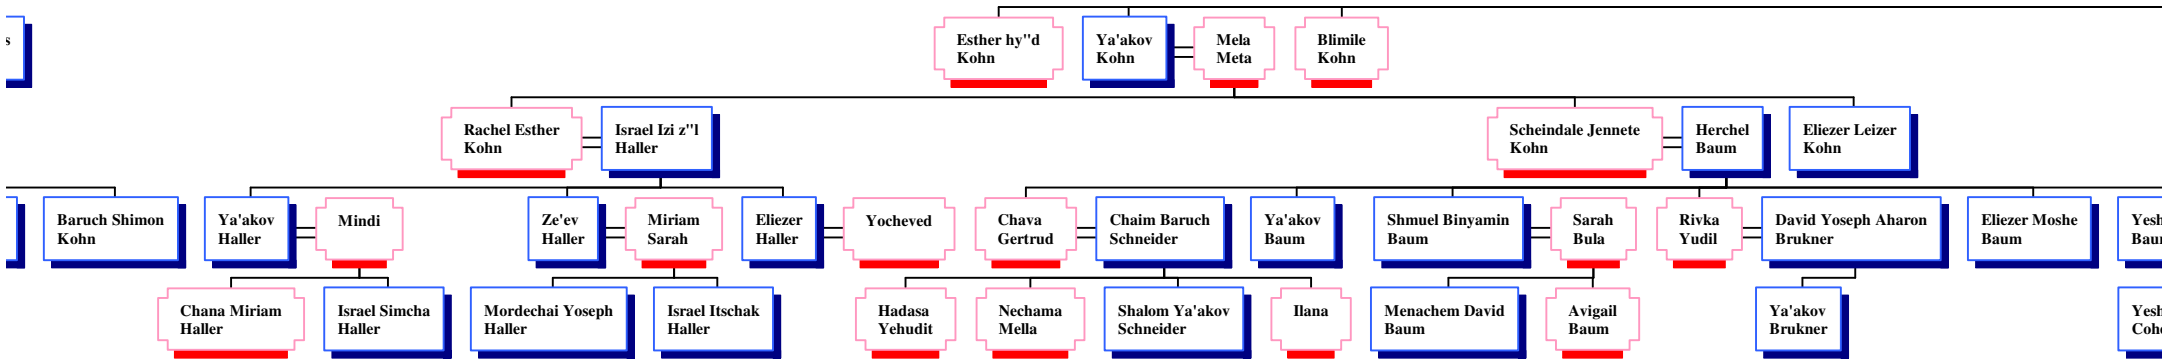 Esther hy"d
Kohn
Ya'akov
Kohn
Mela
Meta
Blimile
Kohn
Rachel Esther
Kohn
Israel Izi z"l
Haller
Scheindale Jennete
Kohn
Herchel
Baum
Eliezer Leizer
Kohn
Baruch Shimon
Kohn
Ya'akov
Haller
Mindi
Ze'ev
Haller
Miriam
Sarah
Eliezer
Haller
Yocheved
Chava
Gertrud
Chaim Baruch
Schneider
Ya'akov
Baum
Shmuel Binyamin
Baum
Sarah
Bula
Rivka
Yudil
David Yoseph Aharon
Brukner
Eliezer Moshe
Baum
Chana Miriam
Haller
Israel Simcha
Haller
Mordechai Yoseph
Haller
Israel Itschak
Haller
Hadasa
Yehudit
Nechama
Mella
Shalom Ya'akov
Schneider
Ilana
Menachem David
Baum
Avigail
Baum
Ya'akov
Brukner